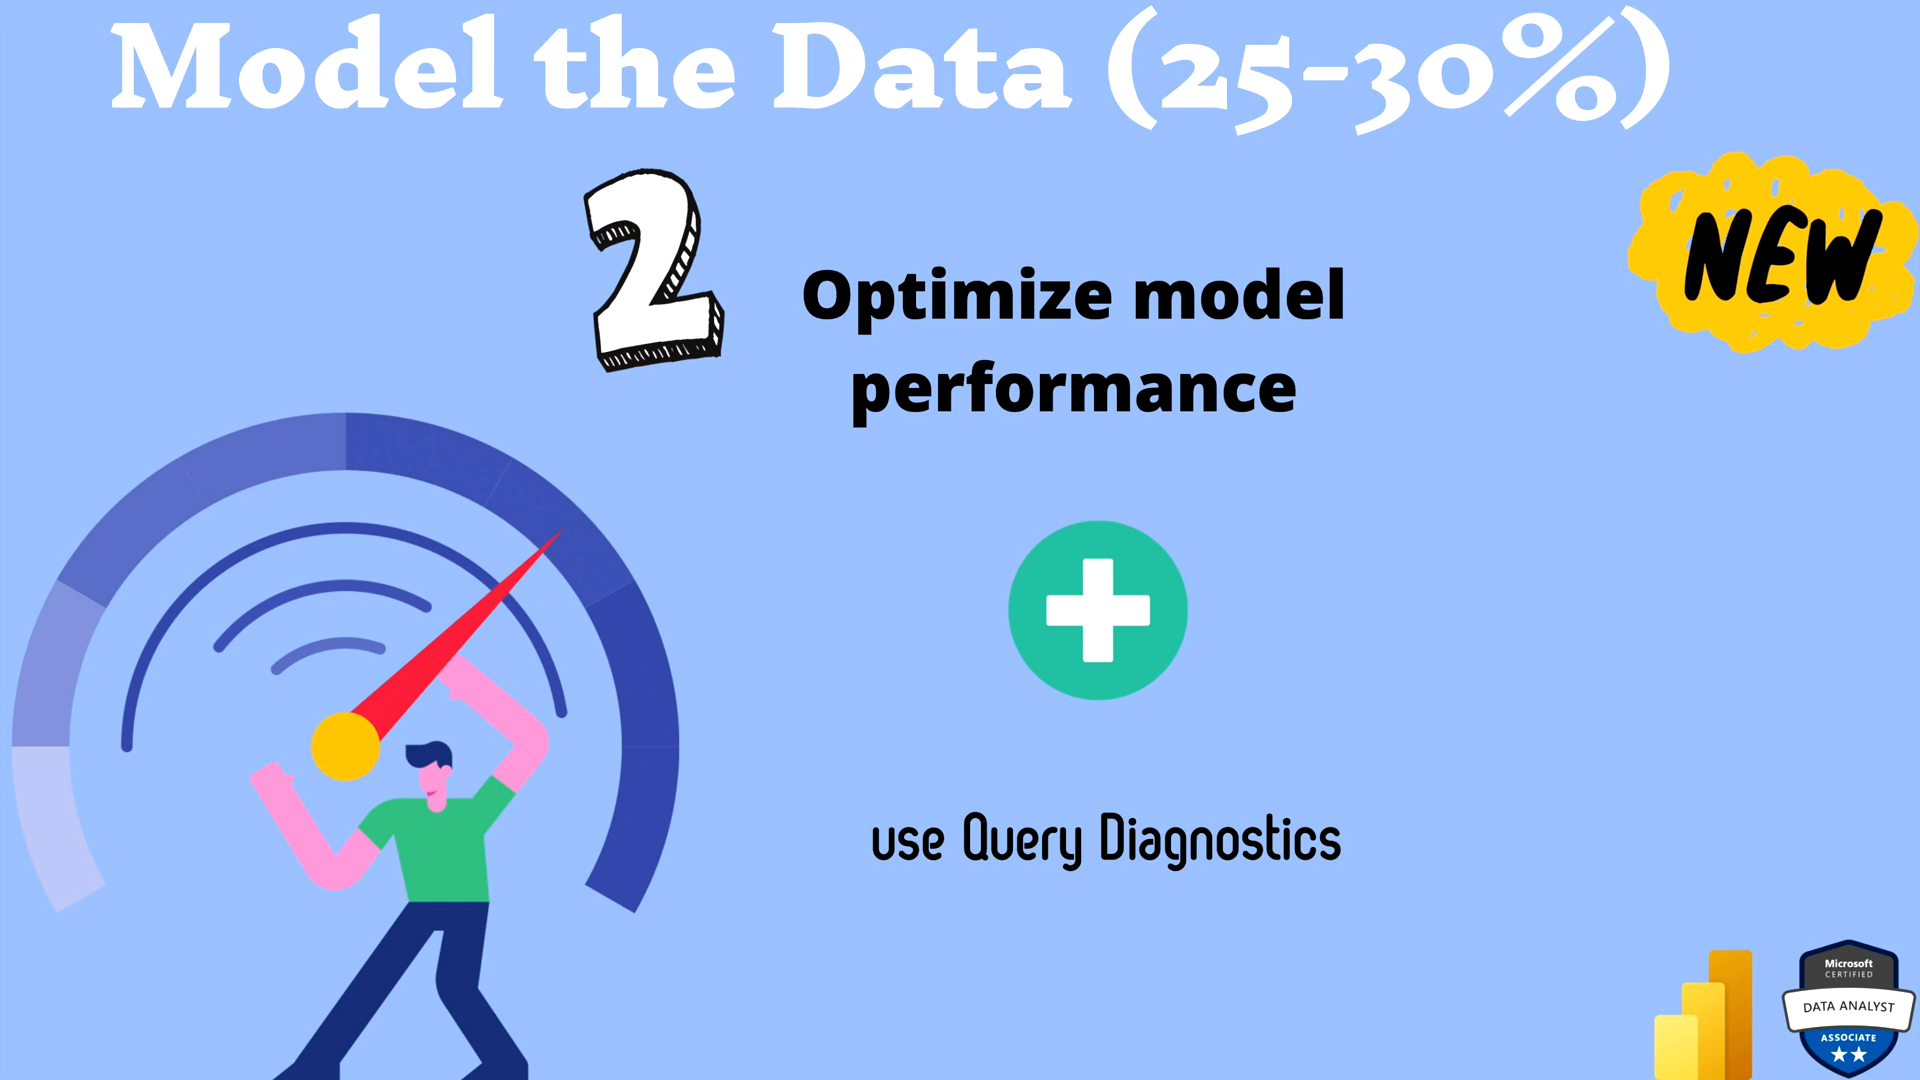 Model the Data (25-30%)
2
NEW
Optimize model
performance
use Query Diagnostics
Microsoft
CERTIFIED
DATA ANALYST
ASSOCIATE